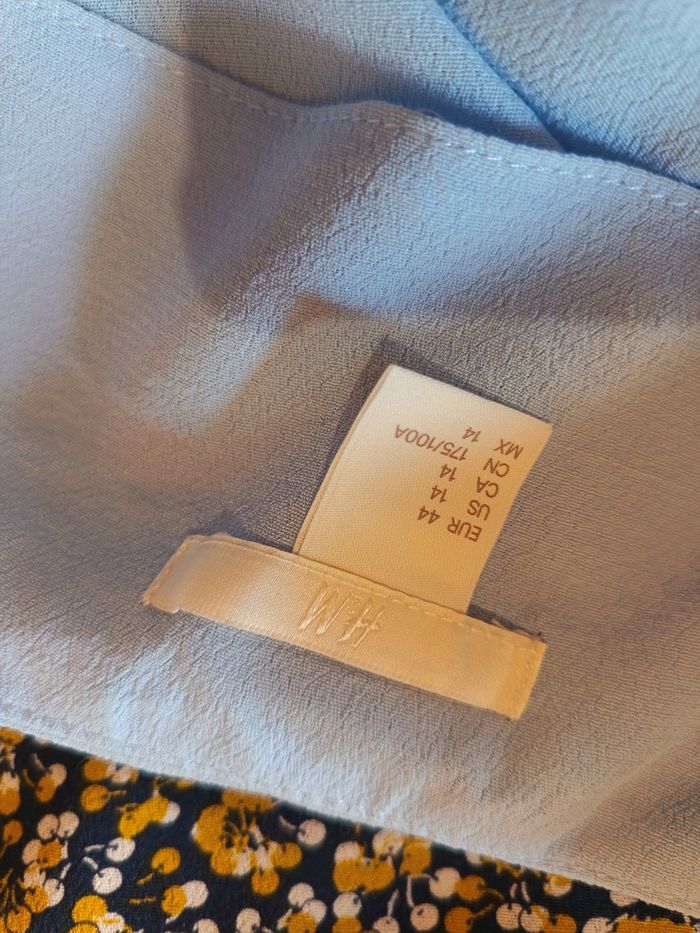 H&M
EUR 44
US 14
CA 14
CN 175/100A
MX 14